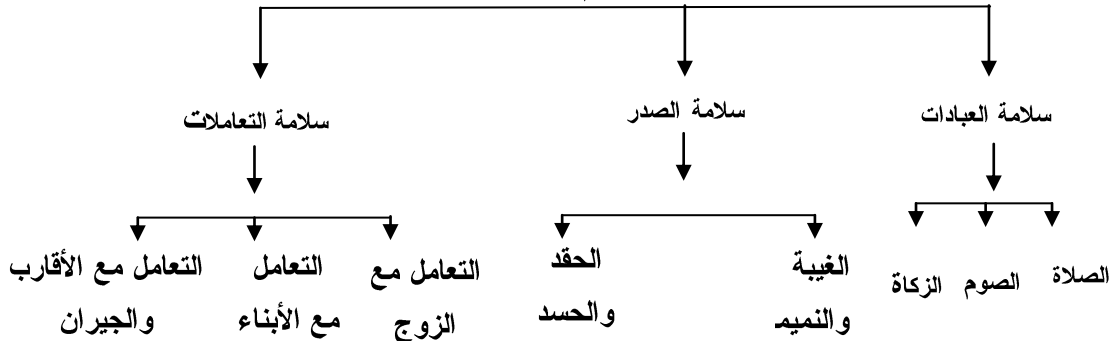 سلامة العبادات
سلامة الصدر
سلامة التعاملات
الصلاة
الصوم
الزكاة
الغيبة
والنميمـ
الحقد
والحسد
التعامل مع
الزوج
التعامل
مع الأبناء
التعامل مع الأقارب
والجيران